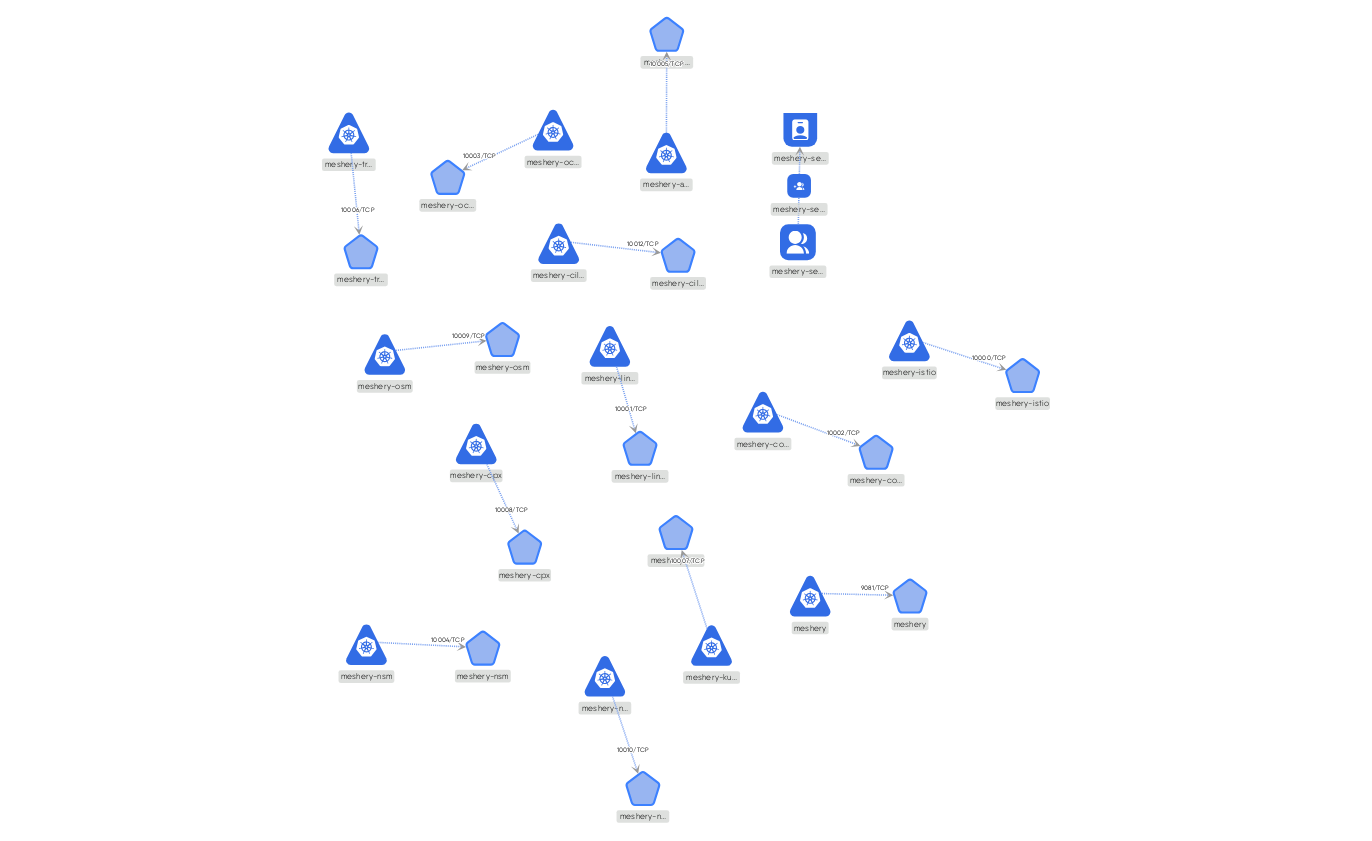 10005/TCP
meshery-tr...
10003/TCP
meshery-oc...
meshery-oc...
meshery-a...
meshery-se...
meshery-se...
meshery-se...
10006/TCP
meshery-tr...
10012/TCP
meshery-cil...
meshery-cil...
10009/TCP
meshery-osm
meshery-osm
meshery-lin...
10001/TCP
meshery-lin...
10000/TCP
meshery-istio
meshery-istio
meshery-co...
10002/TCP
meshery-co...
meshery-cpx
10008/TCP
meshery-cpx
10007/TCP
meshery-ku...
9081/TCP
meshery
meshery
10004/TCP
meshery-nsm
meshery-nsm
meshery-n...
10010/TCP
meshery-n...